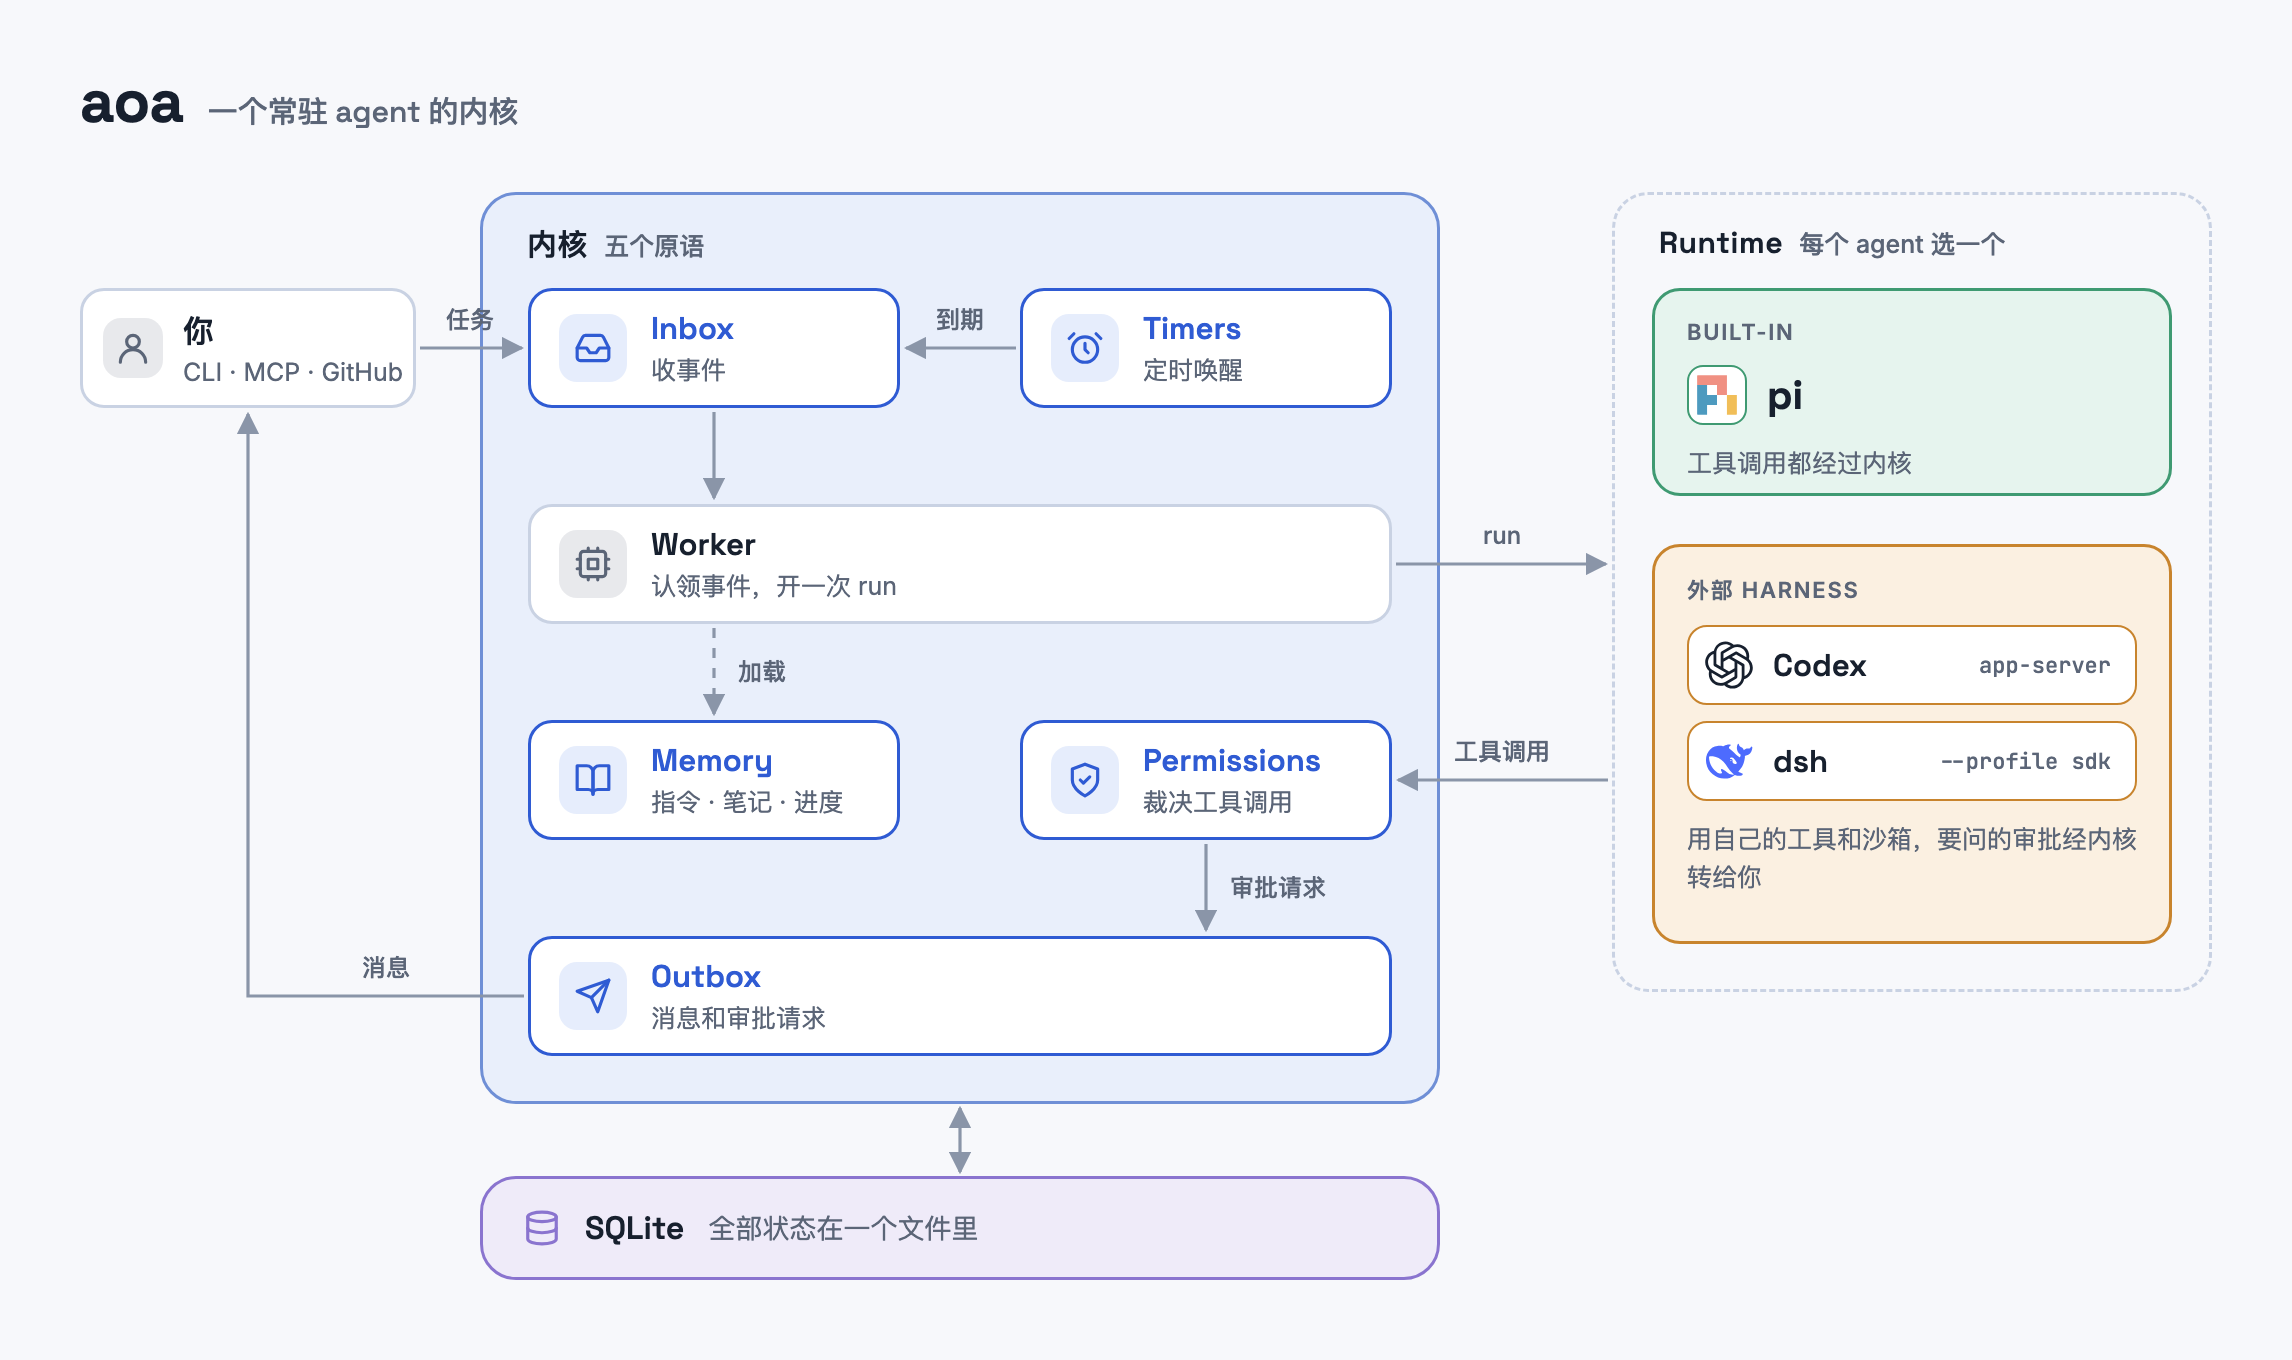 aoa 一个常驻 agent 的内核
内核 五个原语
你
CLI · MCP · GitHub
任务
Inbox
收事件
到期
Timers
定时唤醒
Worker
认领事件，开一次 run
加载
Memory
指令 · 笔记 · 进度
Permissions
裁决工具调用
审批请求
Outbox
消息和审批请求
消息
run
工具调用
Runtime 每个 agent 选一个
BUILT-IN
pi
工具调用都经过内核
外部 HARNESS
Codex app-server
dsh --profile sdk
用自己的工具和沙箱，要问的审批经内核
转给你
SQLite 全部状态在一个文件里